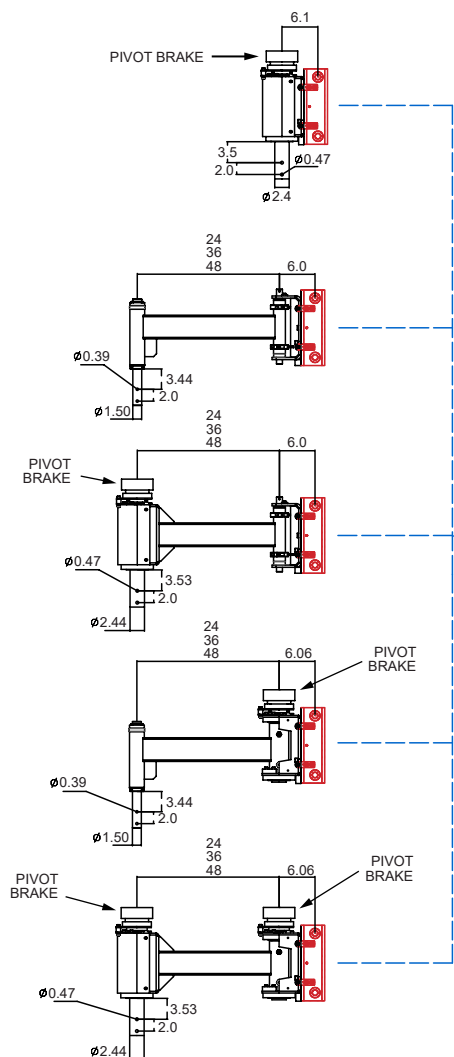 6.1
PIVOT BRAKE
3.5
2.0
ø0.47
ø2.4
24
36
48
6.0
ø0.39
3.44
2.0
ø1.50
24
36
48
6.0
PIVOT
BRAKE
ø0.47
3.53
2.0
ø2.44
24
36
48
6.06
PIVOT
BRAKE
ø0.39
3.44
2.0
ø1.50
24
36
48
6.06
PIVOT
BRAKE
PIVOT
BRAKE
ø0.47
3.53
2.0
ø2.44